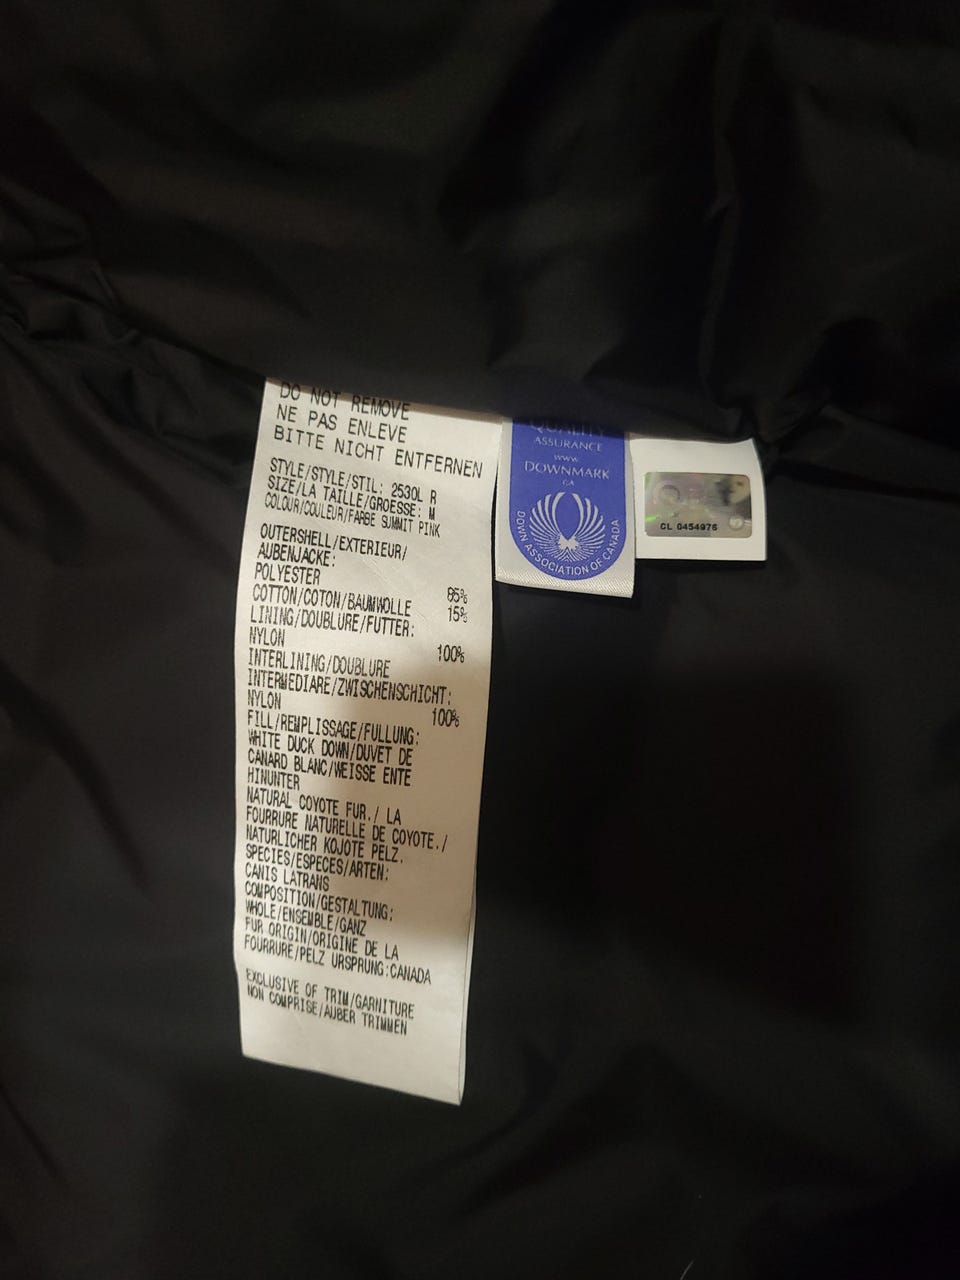 DO NOT REMOVE
NE PAS ENLEVE
BITTE NICHT ENTFERNEN
STYLE/STYLE/STIL: 2530L R
SIZE/LA TAILLE/GROESSE: M
COLOUR/COULEUR/FARBE SUMMIT PINK
OUTERSHELL/EXTERIEUR/
AUBENJACKE:
POLYESTER 85%
COTTON/COTON/BAUMWOLLE 15%
LINING/DOUBLURE/FUTTER:
NYLON 100%
INTERLINING/DOUBLURE
INTERMEDIARE/ZWISCHENSCHICHT:
NYLON 100%
FILL/REMPLISSAGE/FULLUNG:
WHITE DUCK DOWN/DUVET DE
CANARD BLANC/WEISSE ENTE
HINUNTER
NATURAL COYOTE FUR./ LA
FOURRURE NATURELLE DE COYOTE./
NATURLICHER KOJOTE PELZ.
SPECIES/ESPECES/ARTEN:
CANIS LATRANS
COMPOSITION/GESTALTUNG:
WHOLE/ENSEMBLE/GANZ
FUR ORIGIN/ORIGINE DE LA
FOURRURE/PELZ URSPRUNG:CANADA
EXCLUSIVE OF TRIM/GARNITURE
NON COMPRISE/AUBER TRIMMEN
QUALITY
ASSURANCE
www
DOWNMARK
CA
DOWN ASSOCIATION OF CANADA
CL 0454976